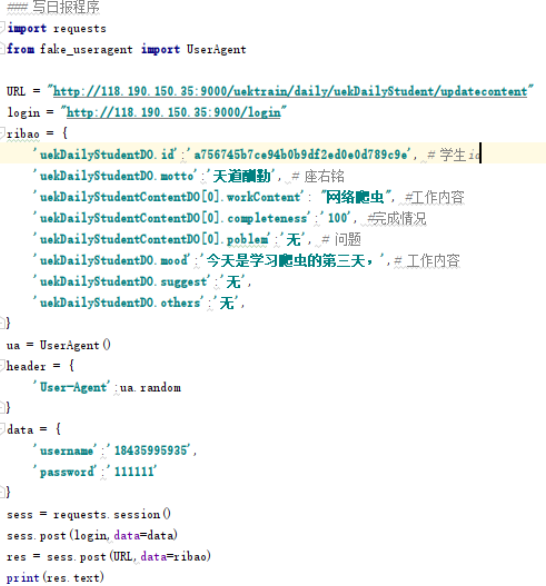 ### 写日报程序
import requests
from fake_useragent import UserAgent
URL = "http://118.190.150.35:9000/uektrain/daily/uekDailyStudent/updatecontent"
login = "http://118.190.150.35:9000/login"
ribao = {
'uekDailyStudentDO.id':'a756745b7ce94b0b9df2ed0e0d789c9e', # 学生id
'uekDailyStudentDO.motto':'天道酬勤', # 座右铭
'uekDailyStudentContentDO[0].workContent': "网络爬虫", #工作内容
'uekDailyStudentContentDO[0].completeness':'100', #完成情况
'uekDailyStudentContentDO[0].poblem':'无', # 问题
'uekDailyStudentDO.mood':'今天是学习爬虫的第三天，',# 工作内容
'uekDailyStudentDO.suggest':'无',
'uekDailyStudentDO.others':'无',
}
ua = UserAgent()
header = {
'User-Agent':ua.random
}
data = {
'username':'18435995935',
'password':'111111'
}
sess = requests.session()
sess.post(login,data=data)
res = sess.post(URL,data=ribao)
print(res.text)